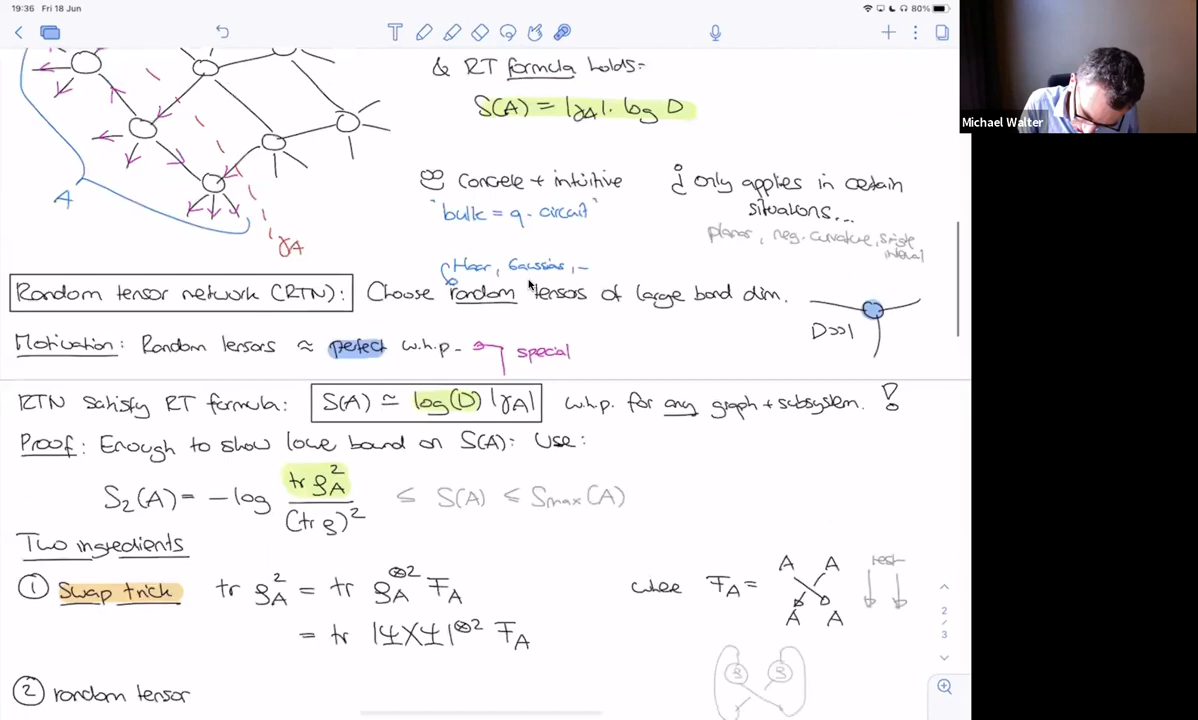 19:36 Fri 18 Jun
80%
& RT formula holds:
S(A) = |γA| · log D
A
γA
Concrete + intuitive
"bulk = q. circuit"
only applies in certain
situations...
planar, neg. curvature, single
interval
Haar, Gaussian, ...
Random tensor network (RTN): Choose random tensors of large bond dim.
D>>1
Motivation: Random tensors ≈ perfect w.h.p. special
RTN satisfy RT formula: S(A) ≃ log(D) |γA| w.h.p. for any graph + subsystem. !
Proof: Enough to show lower bound on S(A): Use:
S₂(A) = - log tr ρA² / (tr ρ)² ≤ S(A) ≤ Smax(A)
Two ingredients
① Swap trick tr ρA² = tr ρA⊗2 FA where FA = A A A A rest
= tr |Ψ⟩⟨Ψ|⊗2 FA
ρ ρ
② random tensor
2
/
3
Michael Walter